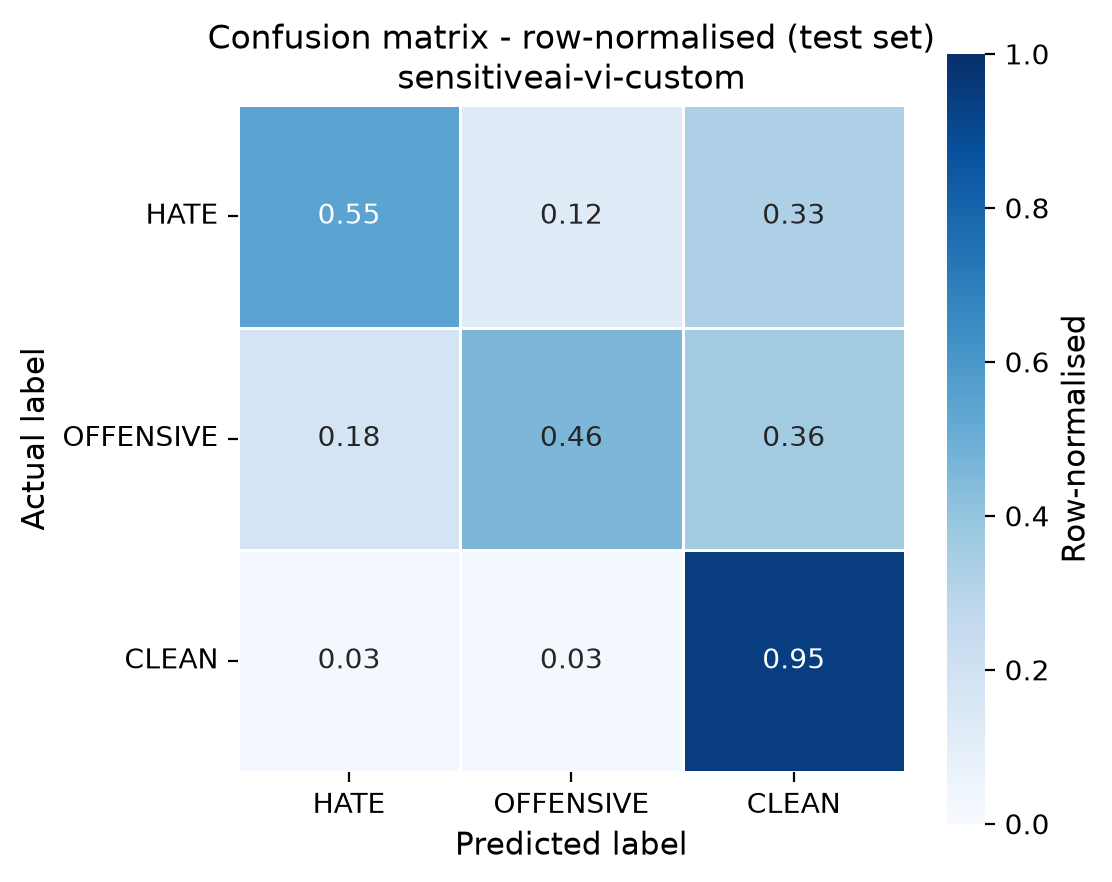 Confusion matrix - row-normalised (test set)
sensitiveai-vi-custom
HATE 0.55 0.12 0.33
OFFENSIVE 0.18 0.46 0.36
CLEAN 0.03 0.03 0.95
HATE OFFENSIVE CLEAN
Predicted label
Actual label
1.0
0.8
0.6
0.4
0.2
0.0
Row-normalised